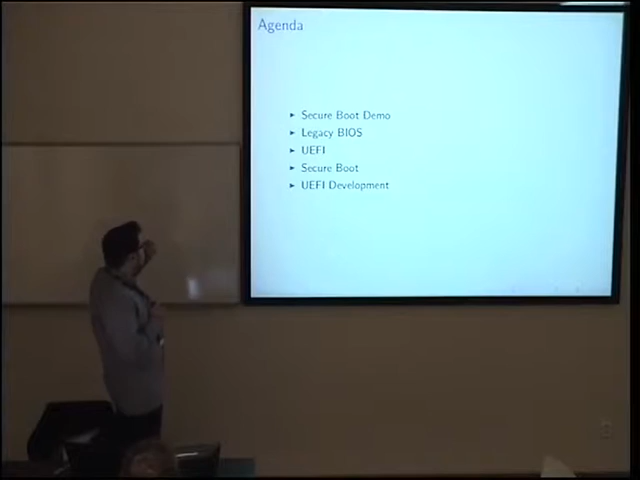 Agenda
Secure Boot Demo
Legacy BIOS
UEFI
Secure Boot
UEFI Development